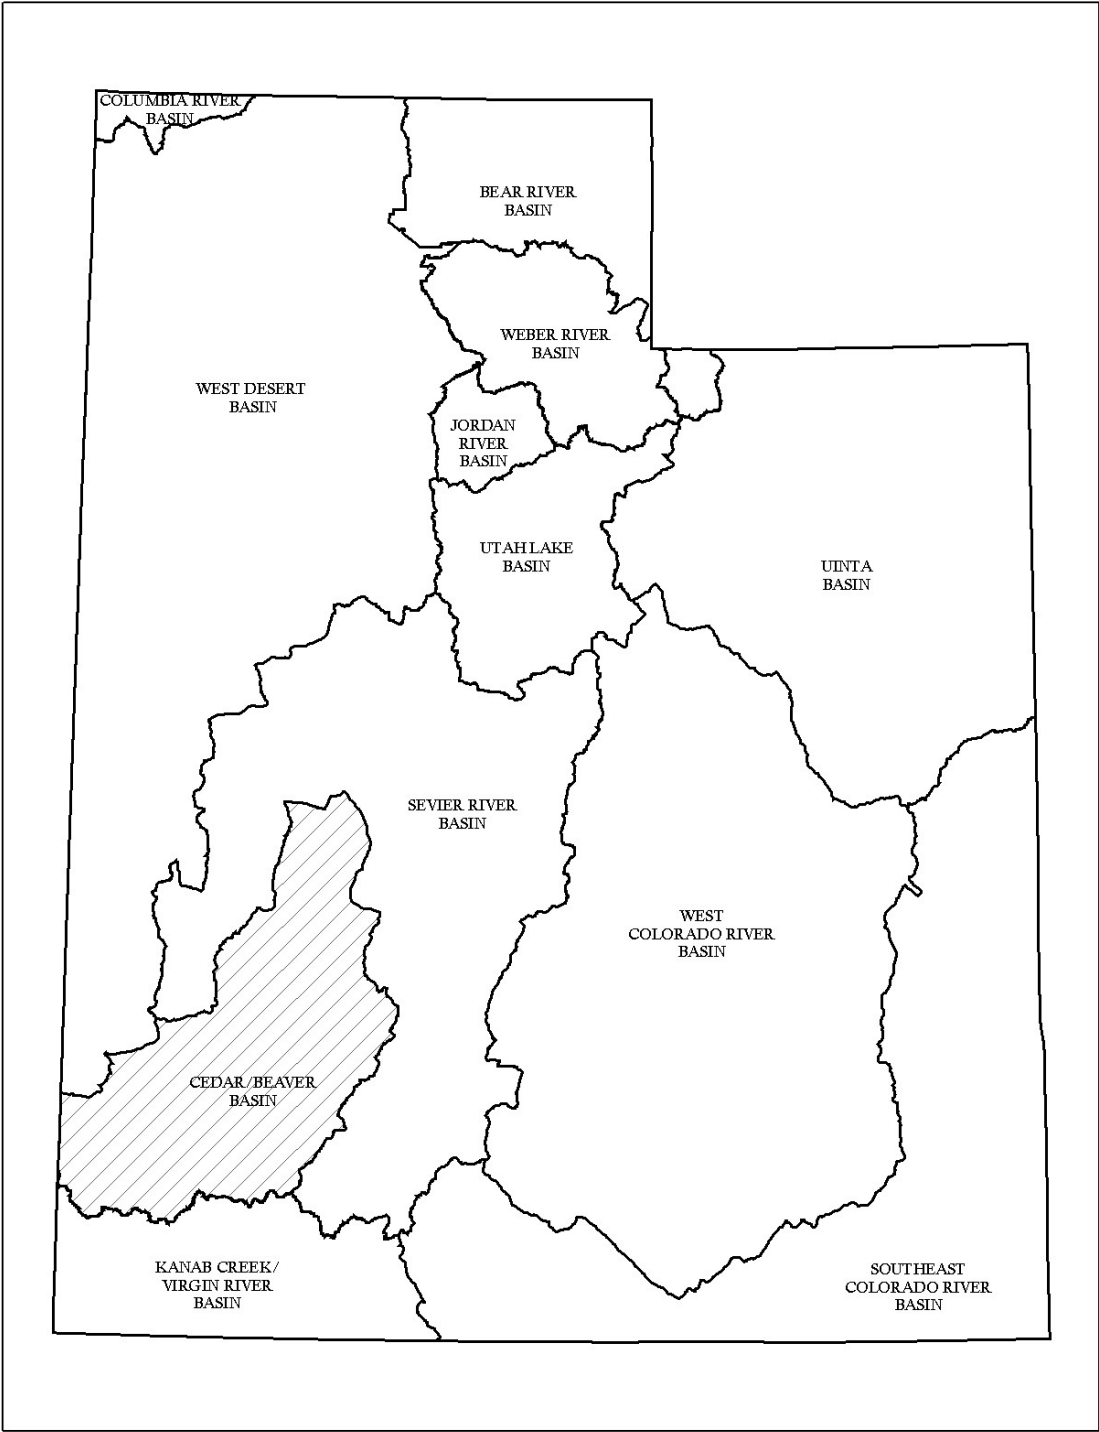 COLUMBIA RIVER
BASIN
BEAR RIVER
BASIN
WEBER RIVER
BASIN
WEST DESERT
BASIN
JORDAN
RIVER
BASIN
UTAH LAKE
BASIN
UINTA
BASIN
SEVIER RIVER
BASIN
WEST
COLORADO RIVER
BASIN
CEDAR/BEAVER
BASIN
KANAB CREEK/
VIRGIN RIVER
BASIN
SOUTHEAST
COLORADO RIVER
BASIN